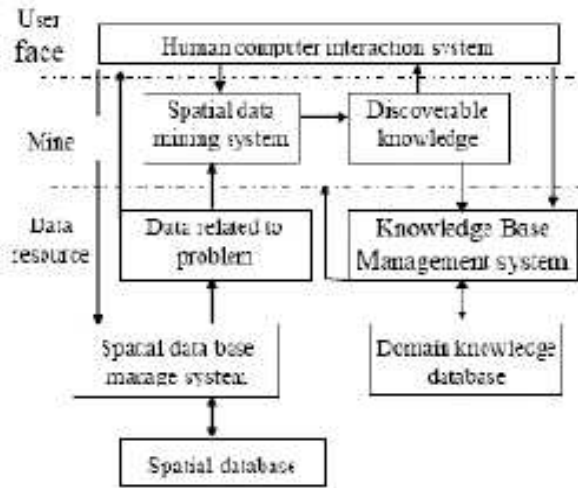 User
face
Human computer interaction system
Spatial data
mining system
Discoverable
knowledge
Mine
Data
resource
Data related to
problem
Knowledge Base
Management system
Spatial data base
manage system
Domain knowledge
database
Spatial database